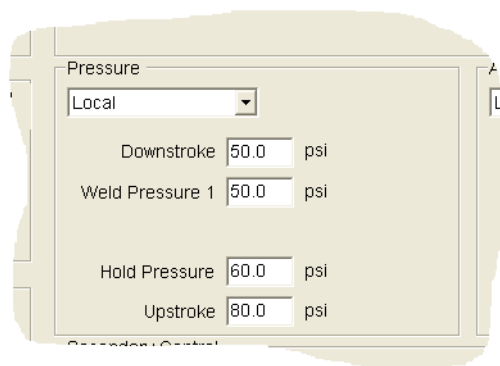 Pressure
Local
Downstroke 50.0 psi
Weld Pressure 1 50.0 psi
Hold Pressure 60.0 psi
Upstroke 80.0 psi